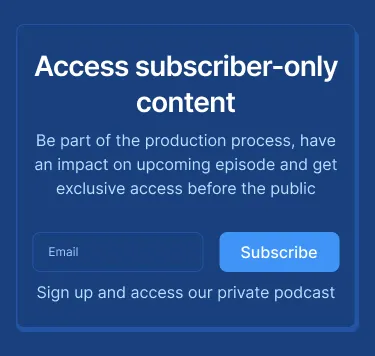 Access subscriber-only
content
Be part of the production process, have
an impact on upcoming episode and get
exclusive access before the public
Email
Subscribe
Sign up and access our private podcast